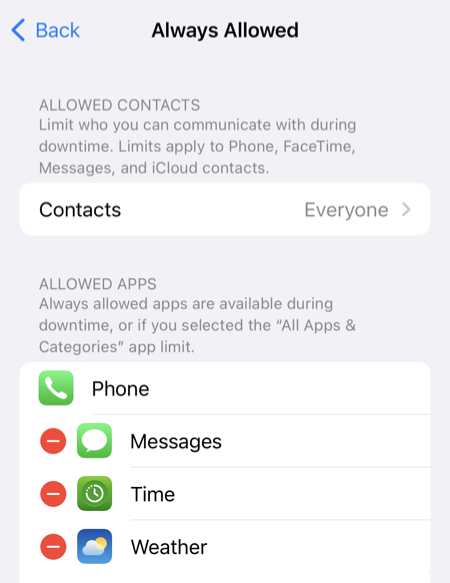 Back
Always Allowed
ALLOWED CONTACTS
Limit who you can communicate with during
downtime. Limits apply to Phone, FaceTime,
Messages, and iCloud contacts.
Contacts Everyone
ALLOWED APPS
Always allowed apps are available during
downtime, or if you selected the “All Apps &
Categories” app limit.
Phone
Messages
Time
Weather